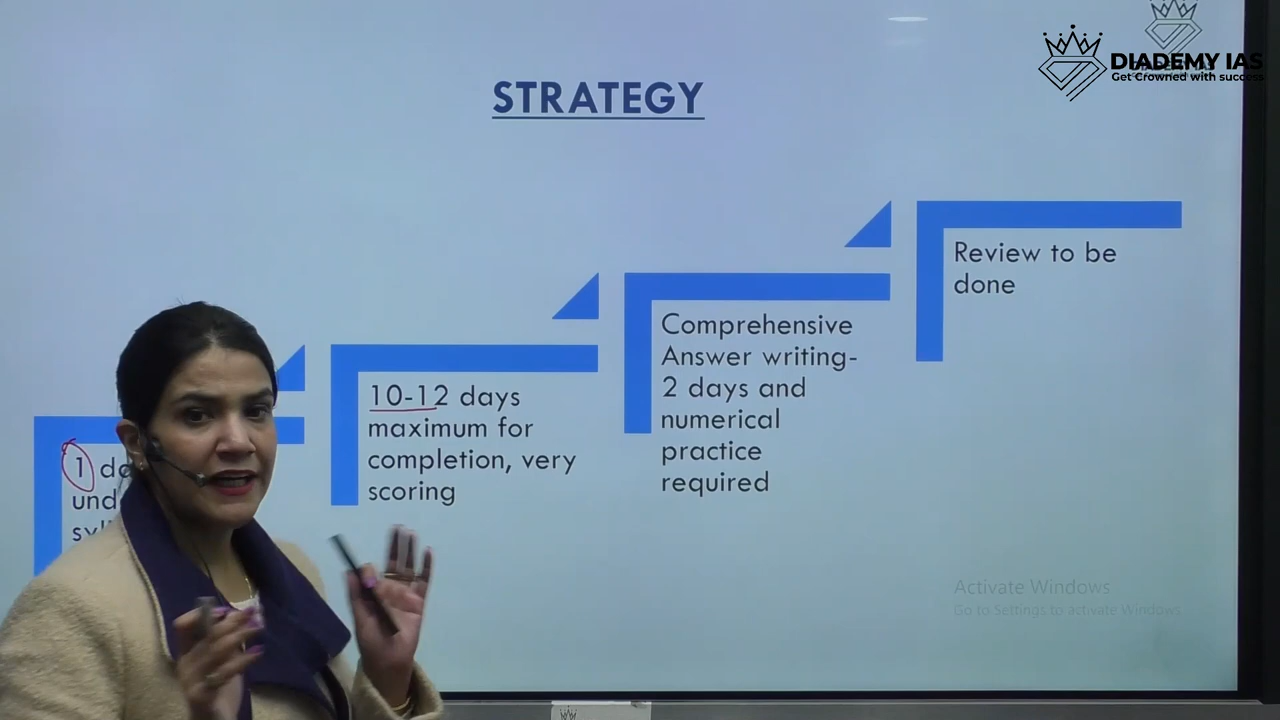 DIADEMY IAS
Get Crowned with success
STRATEGY
1
10-12 days
maximum for
completion, very
scoring
Comprehensive
Answer writing-
2 days and
numerical
practice
required
Review to be
done
Activate Windows
Go to Settings to activate Windows.